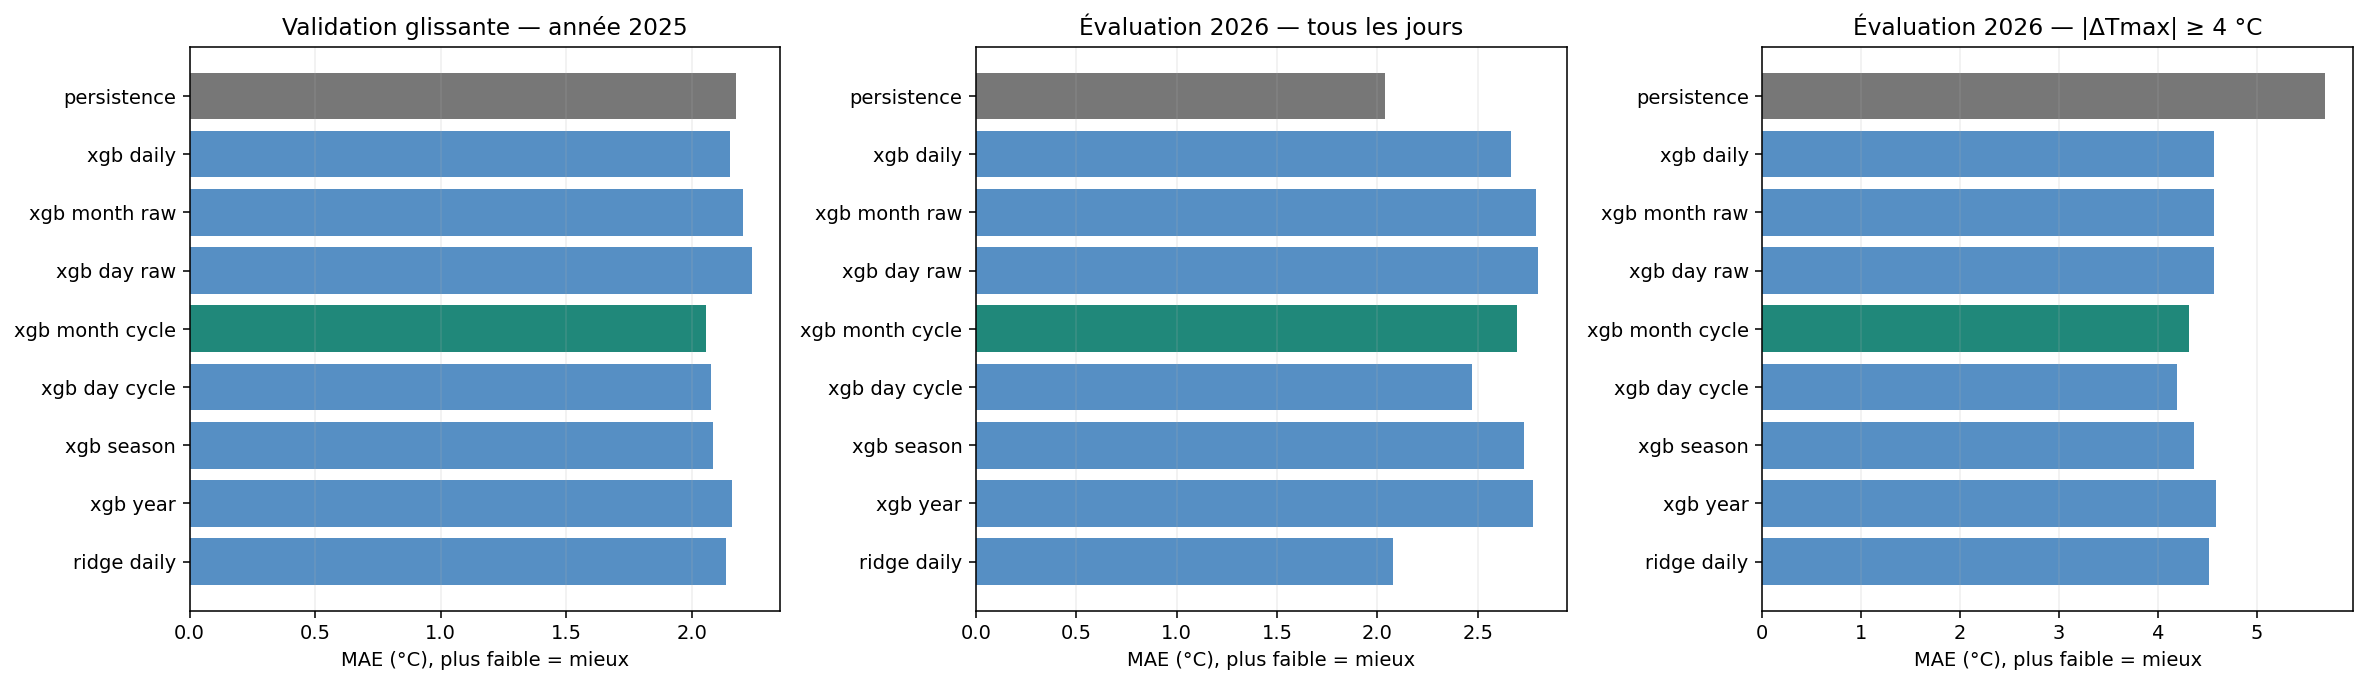 Validation glissante — année 2025
persistence
xgb daily
xgb month raw
xgb day raw
xgb month cycle
xgb day cycle
xgb season
xgb year
ridge daily
0.0 0.5 1.0 1.5 2.0
MAE (°C), plus faible = mieux
Évaluation 2026 — tous les jours
persistence
xgb daily
xgb month raw
xgb day raw
xgb month cycle
xgb day cycle
xgb season
xgb year
ridge daily
0.0 0.5 1.0 1.5 2.0 2.5
MAE (°C), plus faible = mieux
Évaluation 2026 — |ΔTmax| ≥ 4 °C
persistence
xgb daily
xgb month raw
xgb day raw
xgb month cycle
xgb day cycle
xgb season
xgb year
ridge daily
0 1 2 3 4 5
MAE (°C), plus faible = mieux